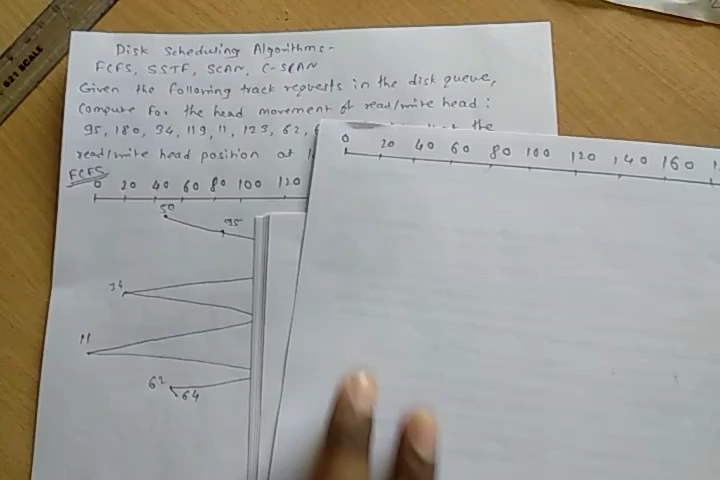 621 SCALE
Disk Scheduling Algorithms-
FCFS, SSTF, SCAN, C-SCAN
Given the following track requests in the disk queue,
compute for the head movement of read/write head:
95, 180, 34, 119, 11, 123, 62, the
read/write head position at
FCFS
0 20 40 60 80 100 120
50
95
34
11
62
64
0 20 40 60 80 100 120 140 160